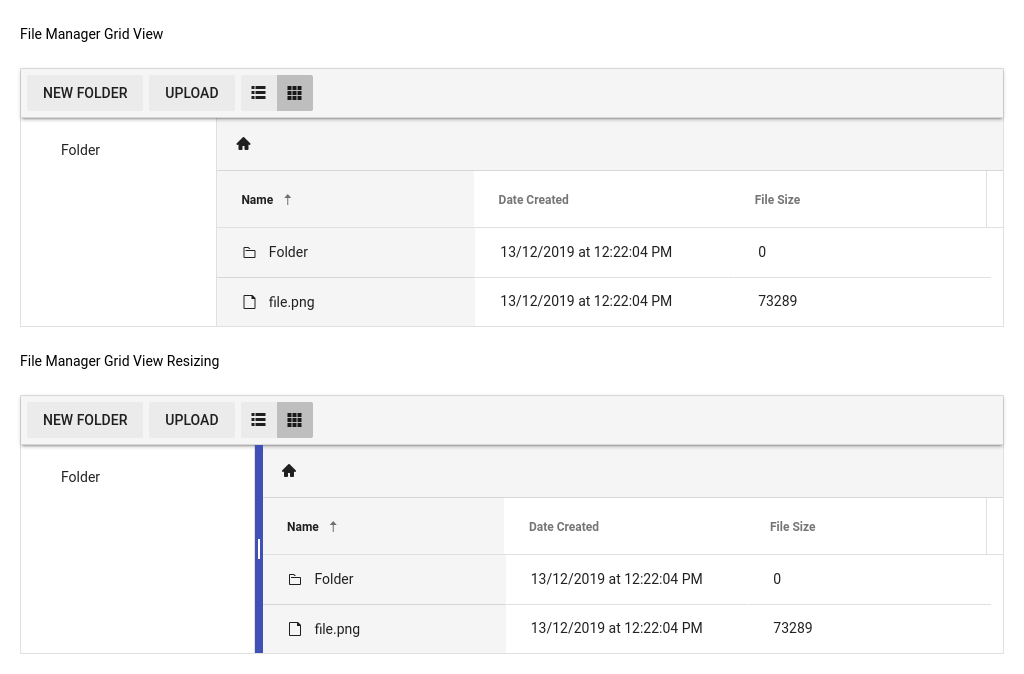 File Manager Grid View
NEW FOLDER UPLOAD
Folder
Name ↑ Date Created File Size
Folder 13/12/2019 at 12:22:04 PM 0
file.png 13/12/2019 at 12:22:04 PM 73289
File Manager Grid View Resizing
NEW FOLDER UPLOAD
Folder
Name ↑ Date Created File Size
Folder 13/12/2019 at 12:22:04 PM 0
file.png 13/12/2019 at 12:22:04 PM 73289